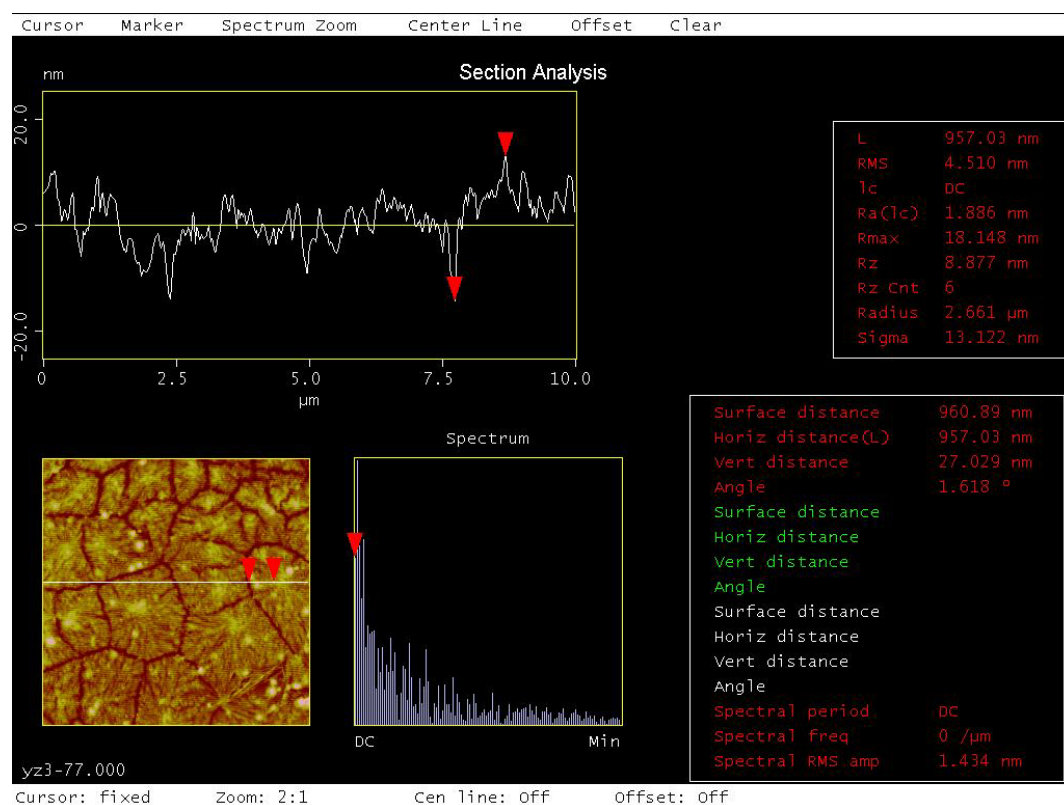 Cursor Marker Spectrum Zoom Center Line Offset Clear
nm
Section Analysis
20.0
0
-20.0
0 2.5 5.0 7.5 10.0
µm
L 957.03 nm
RMS 4.510 nm
lc DC
Ra(lc) 1.886 nm
Rmax 18.148 nm
Rz 8.877 nm
Rz Cnt 6
Radius 2.661 µm
Sigma 13.122 nm
Spectrum
DC Min
Surface distance 960.89 nm
Horiz distance(L) 957.03 nm
Vert distance 27.029 nm
Angle 1.618 °
Surface distance
Horiz distance
Vert distance
Angle
Surface distance
Horiz distance
Vert distance
Angle
Spectral period DC
Spectral freq 0 /µm
Spectral RMS amp 1.434 nm
yz3-77.000
Cursor: fixed Zoom: 2:1 Cen line: Off Offset: Off